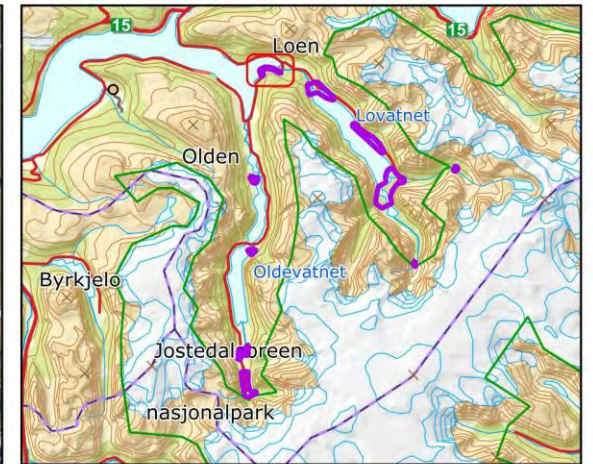 15
15
Loen
Lovatnet
Olden
Oldevatnet
Byrkjelo
Jostedalsbreen
nasjonalpark